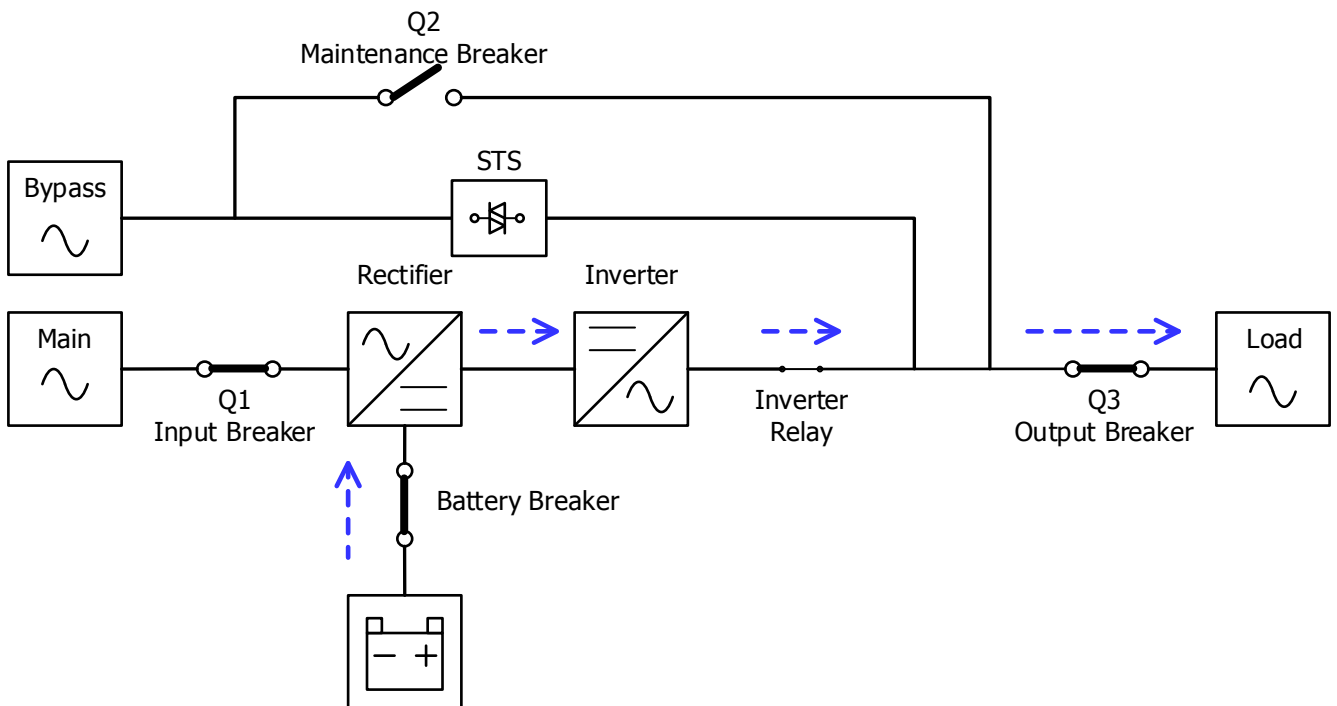 Q2
Maintenance Breaker
STS
Bypass
Rectifier
Inverter
Main
Load
Q1
Input Breaker
Inverter
Relay
Q3
Output Breaker
Battery Breaker